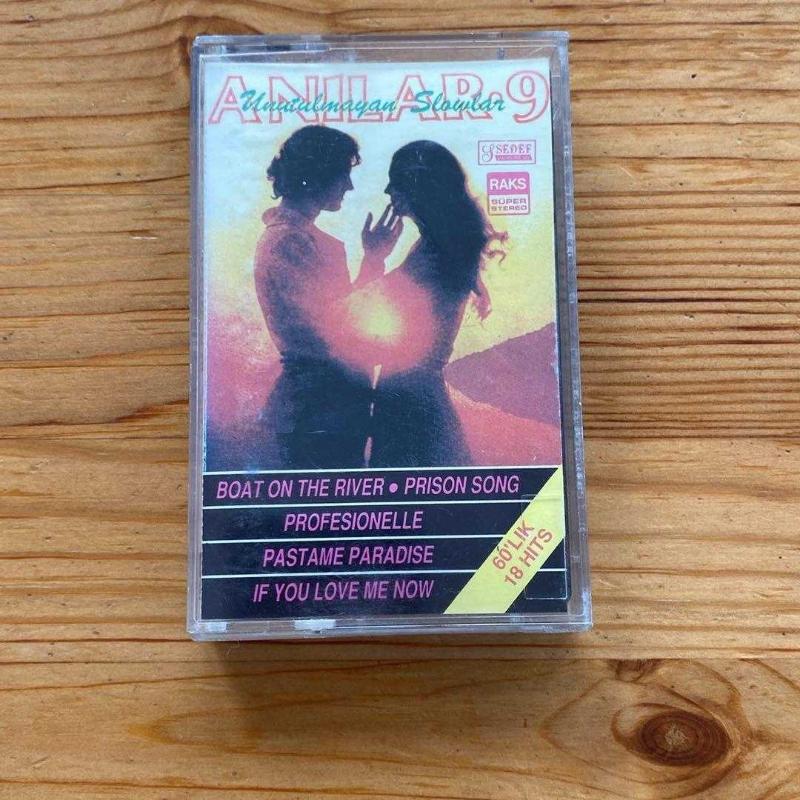 ANILAR·9
Unutulmayan Slowlar
SEDEF
RAKS
SÜPER
STEREO
BOAT ON THE RIVER • PRISON SONG
PROFESIONELLE
PASTAME PARADISE
IF YOU LOVE ME NOW
60'LIK
18 HITS